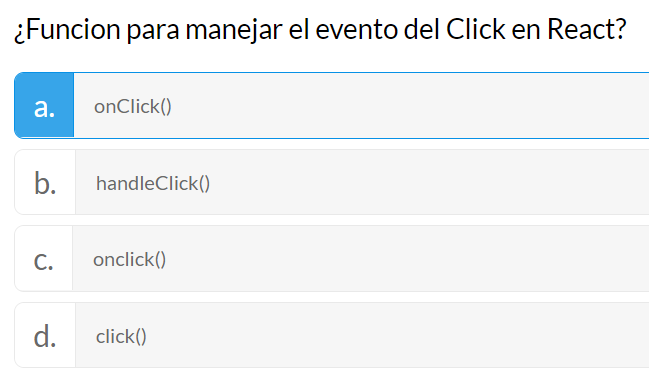 ¿Funcion para manejar el evento del Click en React?
a. onClick()
b. handleClick()
c. onclick()
d. click()